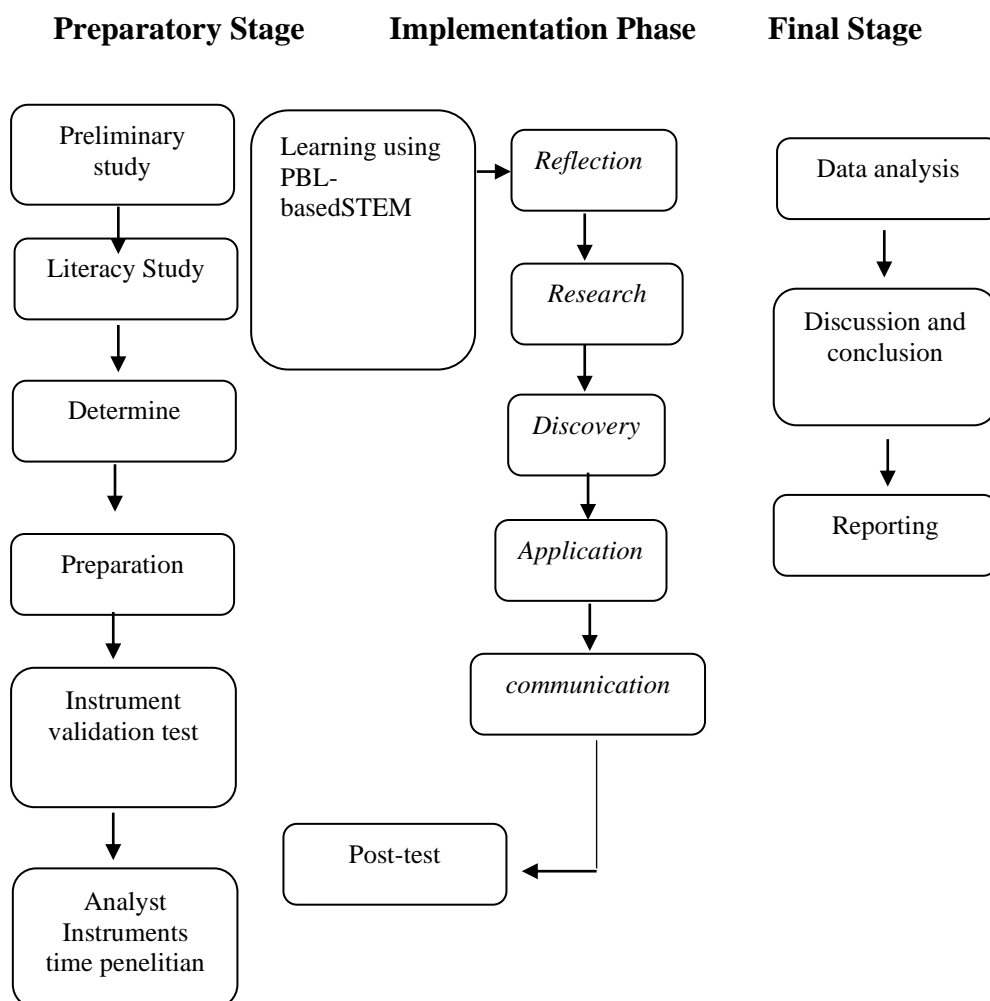 Preparatory Stage
Implementation Phase
Final Stage
Preliminary
study
Literacy Study
Determine
Preparation
Instrument
validation test
Analyst
Instruments
time penelitian
Learning using
PBL-
basedSTEM
Reflection
Research
Discovery
Application
communication
Post-test
Data analysis
Discussion and
conclusion
Reporting